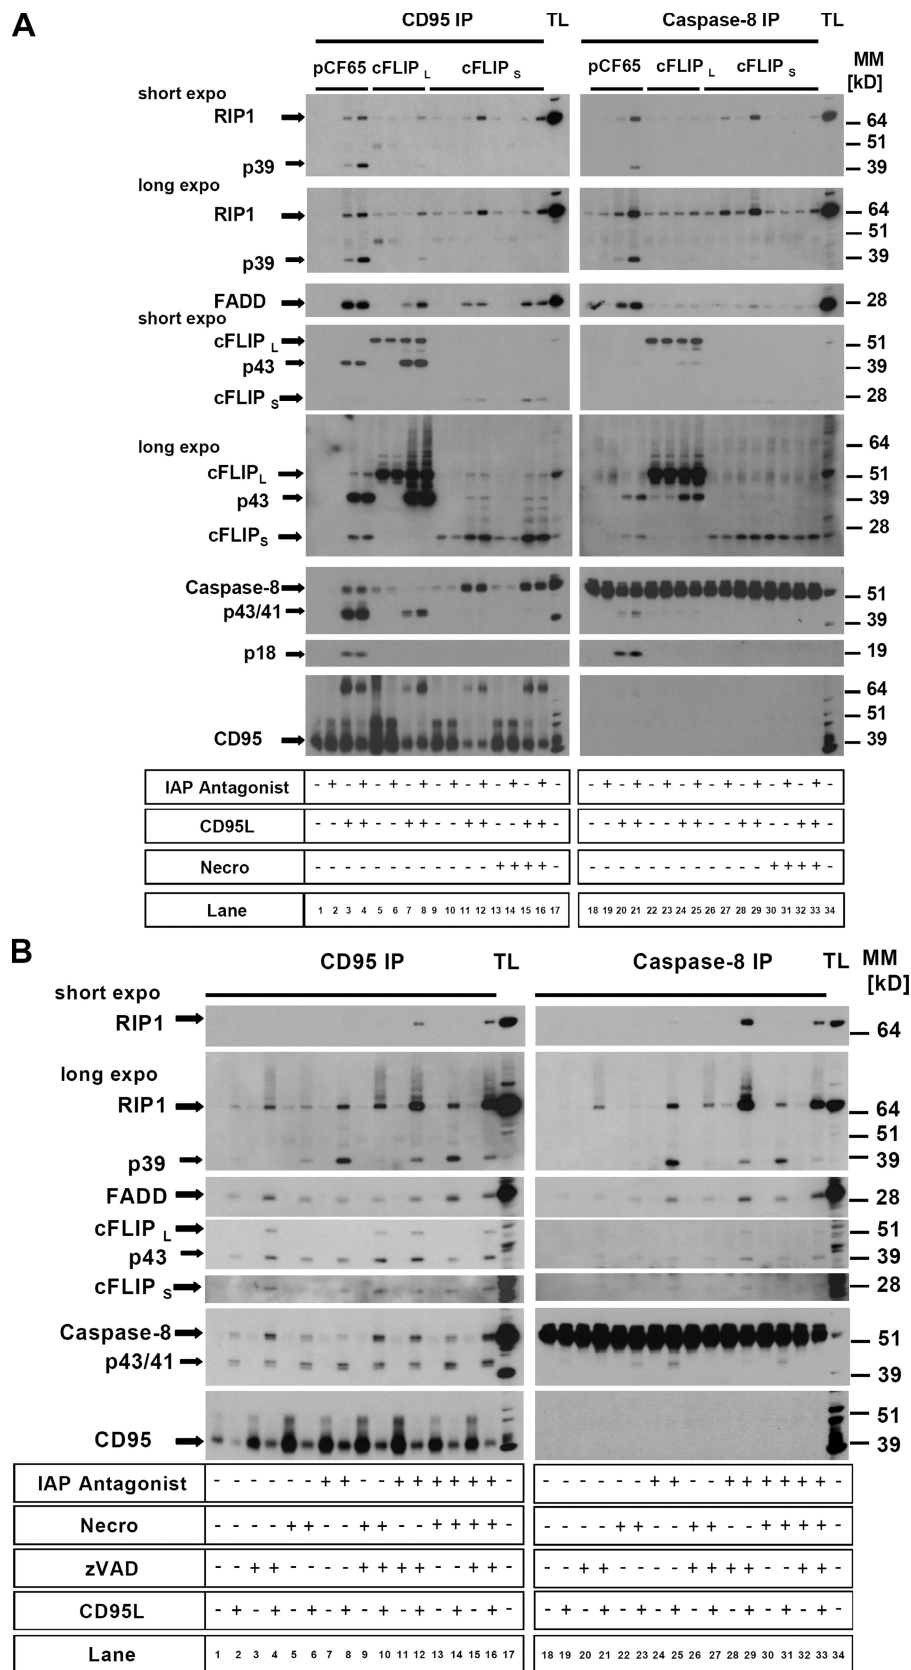 A
CD95 IP TL Caspase-8 IP TL
pCF65 cFLIP L cFLIP S pCF65 cFLIP L cFLIP S MM [kD]
short expo
RIP1 64
51
p39 39
long expo
RIP1 64
51
p39 39
FADD 28
short expo
cFLIP L 51
p43 39
cFLIP S 28
64
long expo
cFLIP L 51
p43 39
28
cFLIP S
Caspase-8 51
p43/41 39
p18 19
64
51
CD95 39
IAP Antagonist - + - + - + - + - + - + - + - + - - + - + - + - + - + - + - + - + -
CD95L - - + + - - + + - - + + - - + + - - - + + - - + + - - + + - - + + -
Necro - - - - - - - - - - - - + + + + - - - - - - - - - - - - - + + + + -
Lane 1 2 3 4 5 6 7 8 9 10 11 12 13 14 15 16 17 18 19 20 21 22 23 24 25 26 27 28 29 30 31 32 33 34
B
CD95 IP TL Caspase-8 IP TL MM
[kD]
short expo
RIP1 64
long expo
RIP1 64
51
p39 39
FADD 28
cFLIP L 51
p43 39
cFLIP S 28
Caspase-8 51
p43/41 39
51
CD95 39
IAP Antagonist - - - - - - + + - - + + + + + + - - - - - - - + + - - + + + + + + -
Necro - - - - + + - - + + - - + + + + - - - - - + + - - + + - - + + + + -
zVAD - - + + - - - - + + + + - - + + - - - + + - - - - + + + + - - + + -
CD95L - + - + - + - + - + - + - + - + - - + - + - + - + - + - + - + - + -
Lane 1 2 3 4 5 6 7 8 9 10 11 12 13 14 15 16 17 18 19 20 21 22 23 24 25 26 27 28 29 30 31 32 33 34